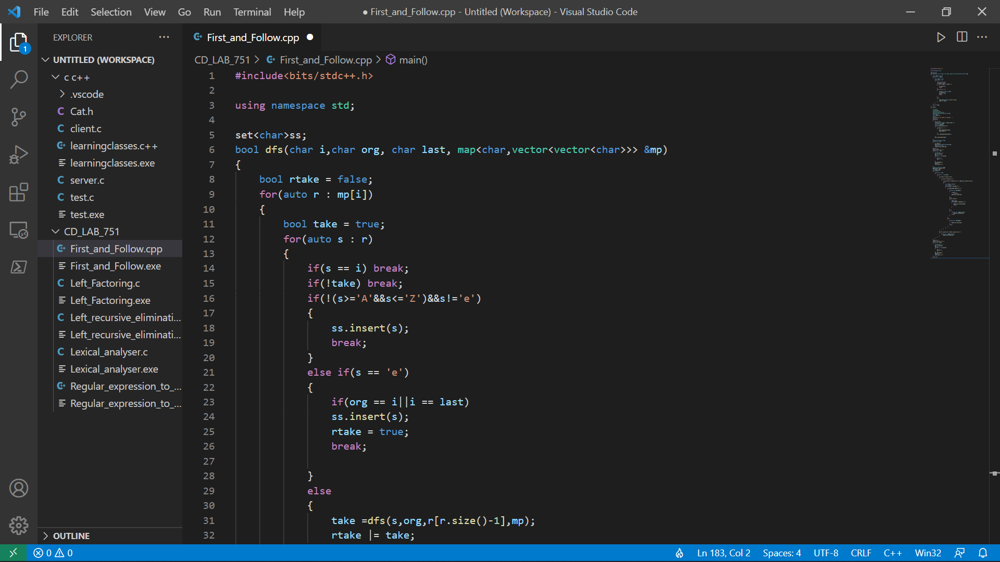 File Edit Selection View Go Run Terminal Help
● First_and_Follow.cpp - Untitled (Workspace) - Visual Studio Code
EXPLORER
1
UNTITLED (WORKSPACE)
c c++
.vscode
Cat.h
client.c
learningclasses.c++
learningclasses.exe
server.c
test.c
test.exe
CD_LAB_751
First_and_Follow.cpp
First_and_Follow.exe
Left_Factoring.c
Left_Factoring.exe
Left_recursive_eliminati...
Left_recursive_eliminati...
Lexical_analyser.c
Lexical_analyser.exe
Regular_expression_to_...
Regular_expression_to_...
OUTLINE
First_and_Follow.cpp
CD_LAB_751 > First_and_Follow.cpp > main()
1 #include<bits/stdc++.h>
2
3 using namespace std;
4
5 set<char>ss;
6 bool dfs(char i,char org, char last, map<char,vector<vector<char>>> &mp)
7 {
8     bool rtake = false;
9     for(auto r : mp[i])
10     {
11         bool take = true;
12         for(auto s : r)
13         {
14             if(s == i) break;
15             if(!take) break;
16             if(!(s>='A'&&s<='Z')&&s!='e')
17             {
18                 ss.insert(s);
19                 break;
20             }
21             else if(s == 'e')
22             {
23                 if(org == i||i == last)
24                 ss.insert(s);
25                 rtake = true;
26                 break;
27
28             }
29             else
30             {
31                 take =dfs(s,org,r[r.size()-1],mp);
32                 rtake |= take;
0 0
Ln 183, Col 2 Spaces: 4 UTF-8 CRLF C++ Win32